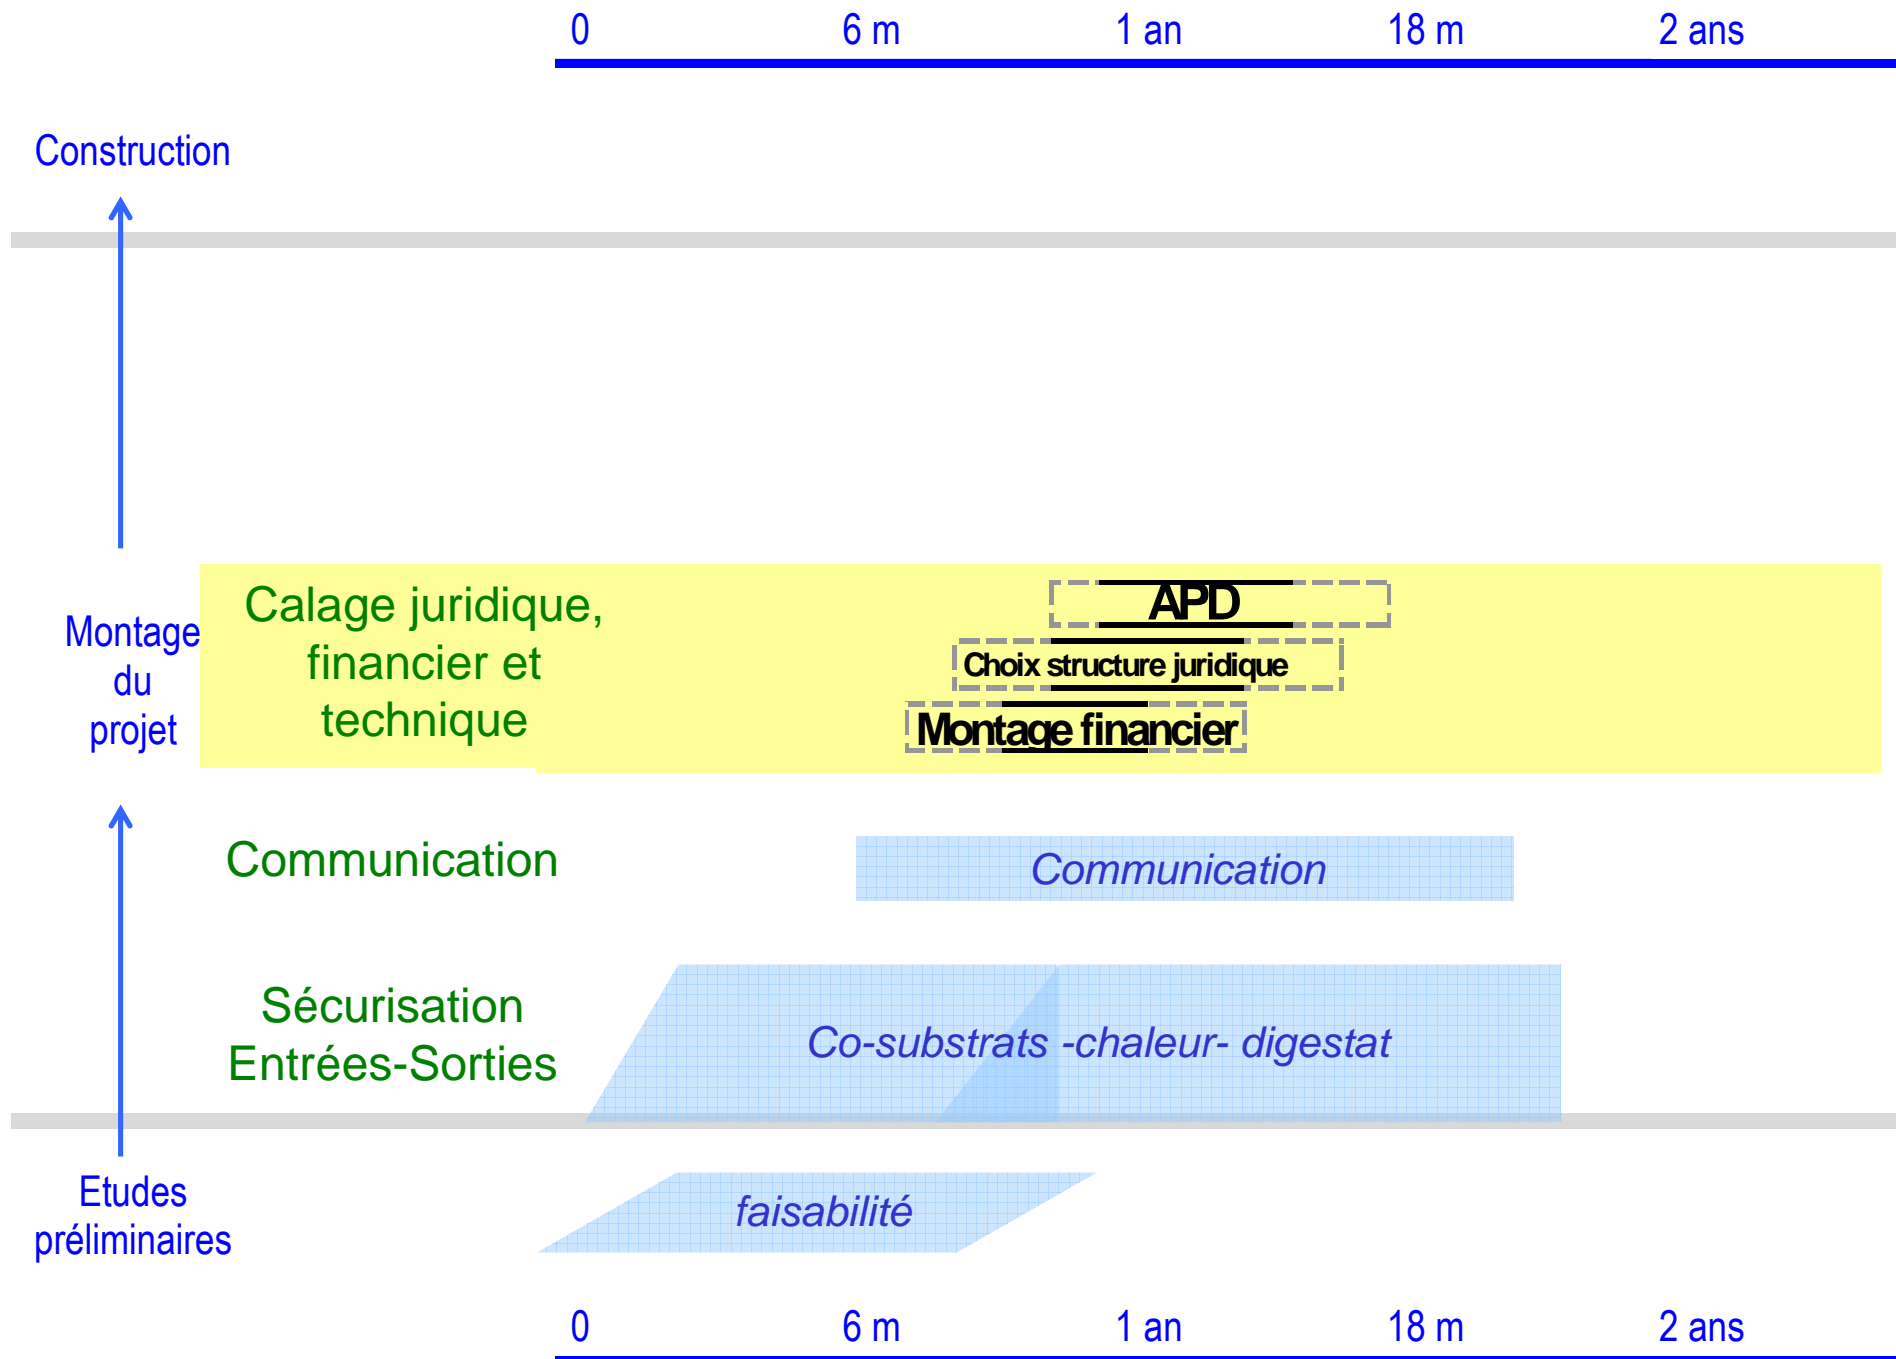 0 6 m 1 an 18 m 2 ans
Construction
Calage juridique,
financier et
technique
Montage
du
projet
APD
Choix structure juridique
Montage financier
Communication
Communication
Sécurisation
Entrées-Sorties
Co-substrats -chaleur- digestat
Etudes
préliminaires
faisabilité
0 6 m 1 an 18 m 2 ans